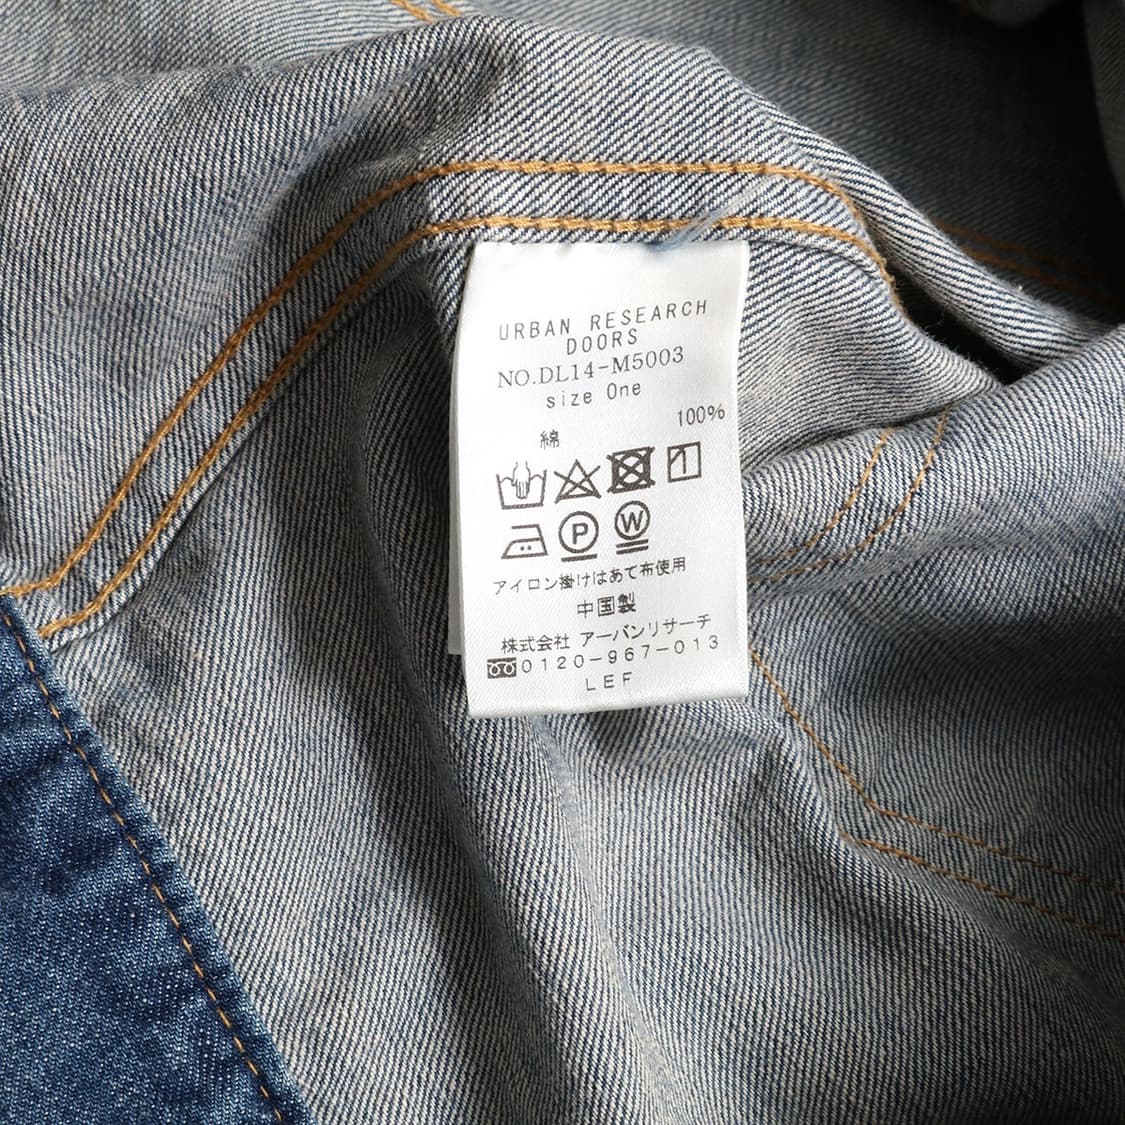 URBAN RESEARCH
DOORS
NO.DL14-M5003
size One
100%
綿
P W
アイロン掛けはあて布使用
中国製
株式会社 アーバンリサーチ
0120-967-013
LEF